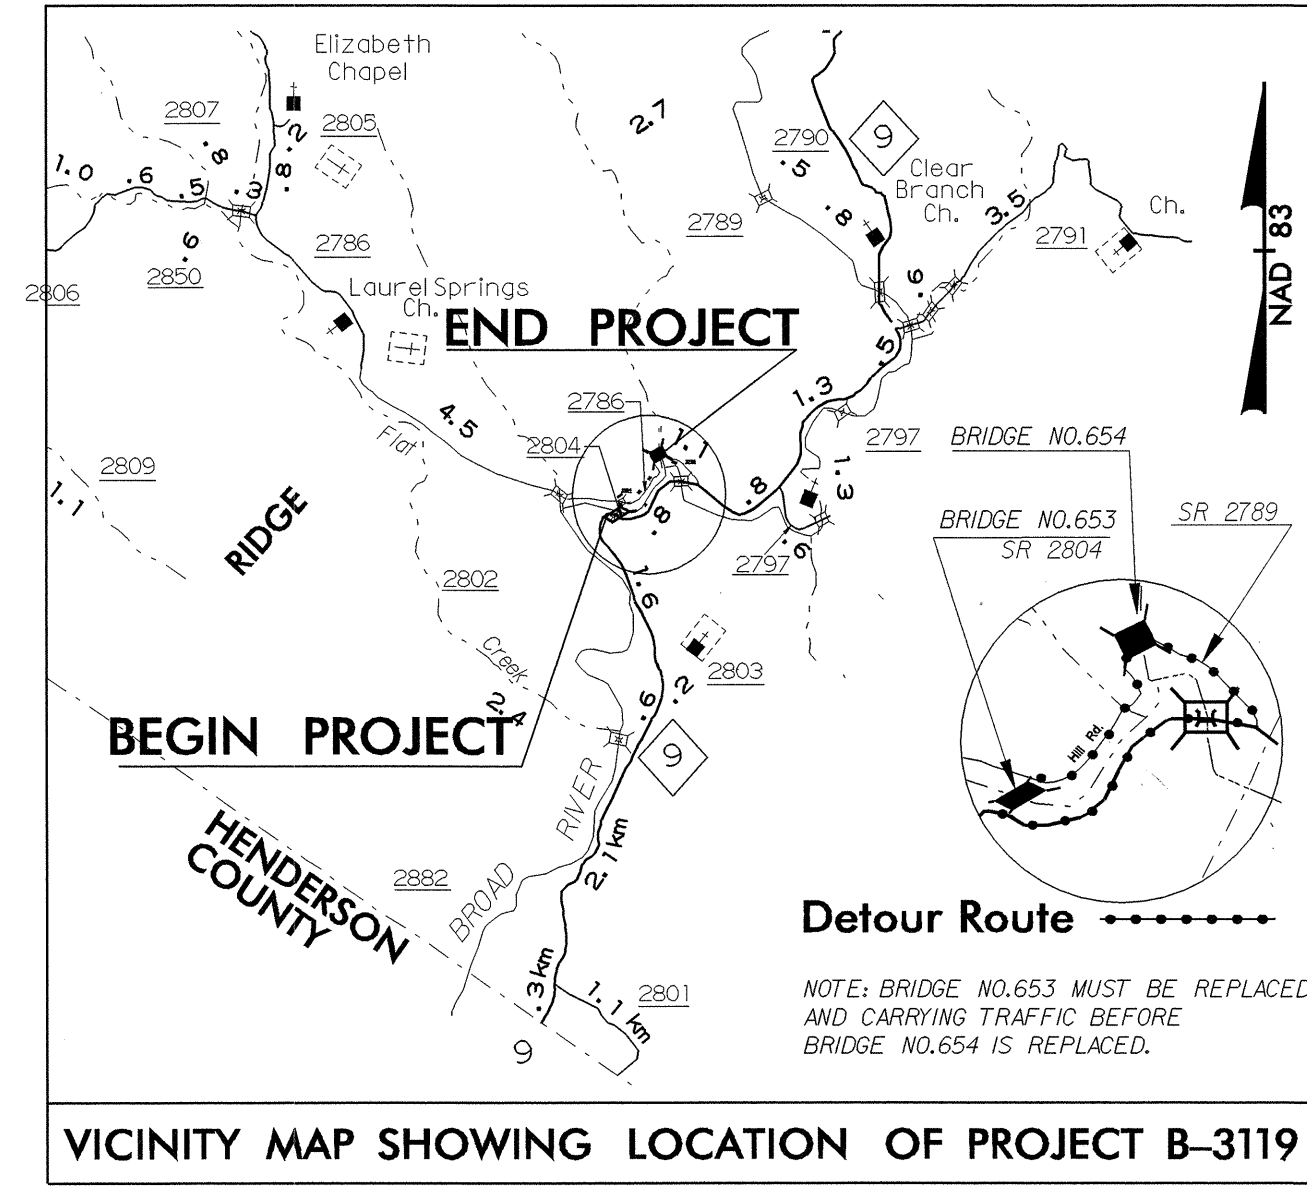 Elizabeth
Chapel
2807
2805
2.7
2790
9
.8
.2
.8
.5
Clear
Branch
Ch.
1.0
.6
.5
.3
.8
3.5
Ch.
2789
2791
NAD 83
.6
2786
2850
.6
2806
Laurel Springs
Ch.
END PROJECT
.5
1.3
4.5
2786
Flat
2804
1.1
2797
BRIDGE NO.654
2809
1.1
1.3
.8
.8
SR 2789
BRIDGE NO.653
SR 2804
RIDGE
2797
.6
2802
1.6
Creek
2803
.2
.6
2.4
BEGIN PROJECT
9
Hill Rd.
RIVER
HENDERSON
COUNTY
2.1 km
2882
BROAD
Detour Route
.3 km
1.1 km
2801
NOTE: BRIDGE NO.653 MUST BE REPLACED
AND CARRYING TRAFFIC BEFORE
BRIDGE NO.654 IS REPLACED.
9
VICINITY MAP SHOWING LOCATION OF PROJECT B-3119